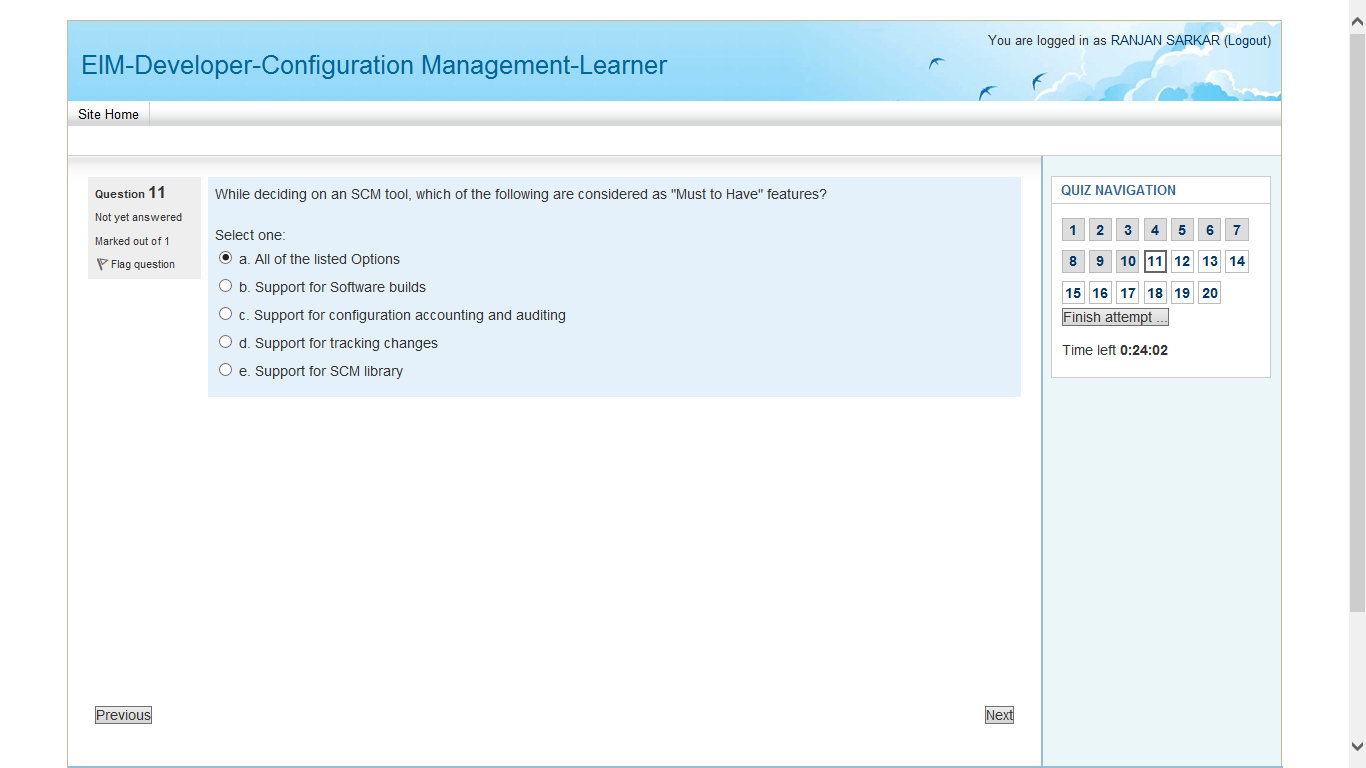 You are logged in as RANJAN SARKAR (Logout)
EIM-Developer-Configuration Management-Learner
Site Home
Question 11
Not yet answered
Marked out of 1
Flag question
While deciding on an SCM tool, which of the following are considered as "Must to Have" features?
Select one:
a. All of the listed Options
b. Support for Software builds
c. Support for configuration accounting and auditing
d. Support for tracking changes
e. Support for SCM library
Previous
Next
QUIZ NAVIGATION
1 2 3 4 5 6 7
8 9 10 11 12 13 14
15 16 17 18 19 20
Finish attempt ...
Time left 0:24:02